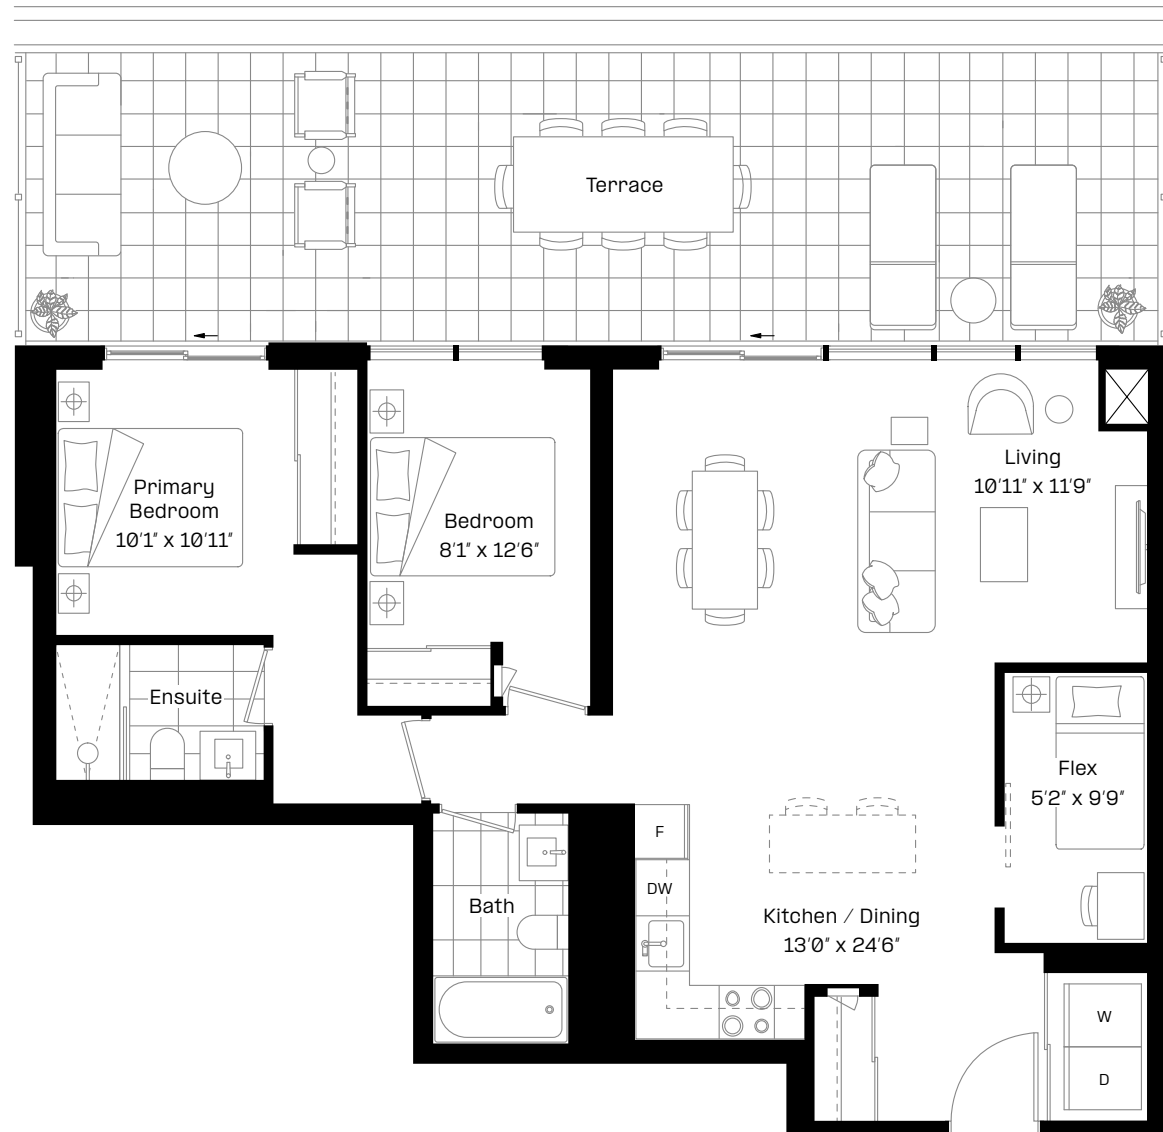 Terrace
Primary
Bedroom
10'1" x 10'11"
Bedroom
8'1" x 12'6"
Living
10'11" x 11'9"
Ensuite
Flex
5'2" x 9'9"
F
DW
Bath
Kitchen / Dining
13'0" x 24'6"
W
D